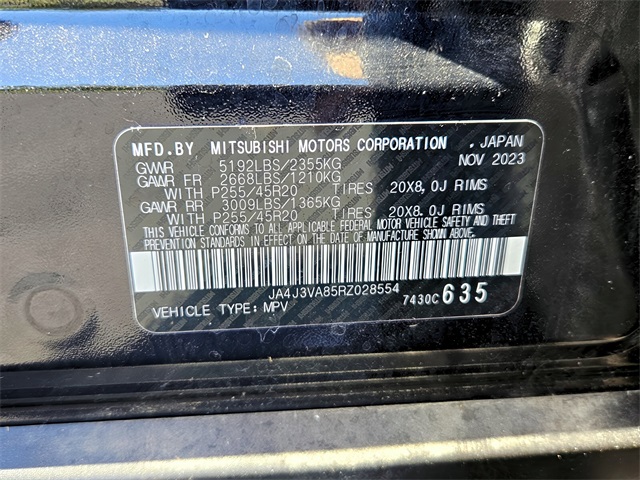 MFD.BY MITSUBISHI MOTORS CORPORATION , JAPAN
GVWR 5192LBS/2355KG NOV 2023
GAWR FR 2668LBS/1210KG
WITH P255/45R20 TIRES 20X8.0J RIMS
GAWR RR 3009LBS/1365KG
WITH P255/45R20 TIRES 20X8.0J RIMS
THIS VEHICLE CONFORMS TO ALL APPLICABLE FEDERAL MOTOR VEHICLE SAFETY AND THEFT
PREVENTION STANDARDS IN EFFECT ON THE DATE OF MANUFACTURE SHOWN ABOVE.
JA4J3VA85RZ028554
VEHICLE TYPE: MPV 7430C635